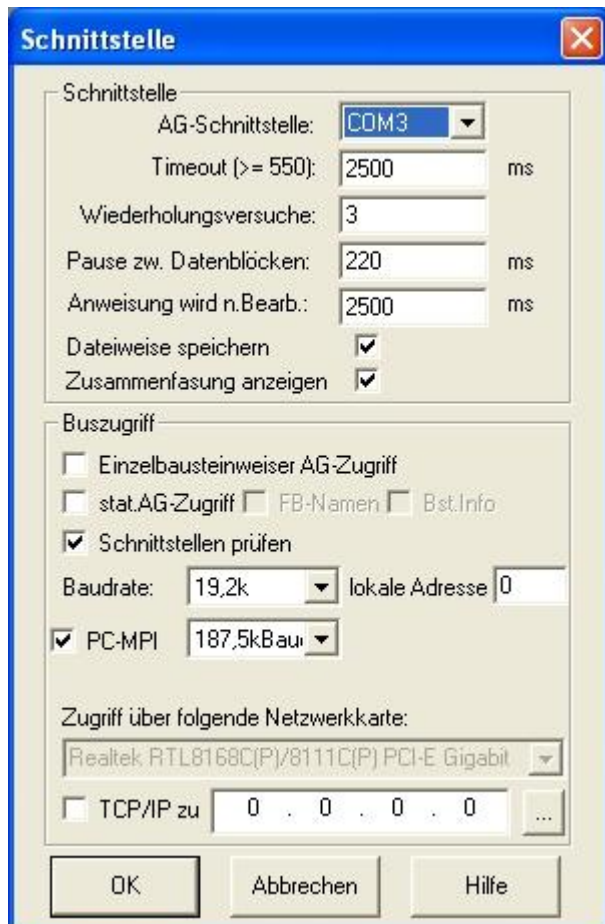 Schnittstelle
Schnittstelle
AG-Schnittstelle: COM3
Timeout (>= 550): 2500 ms
Wiederholungsversuche: 3
Pause zw. Datenblöcken: 220 ms
Anweisung wird n.Bearb.: 2500 ms
Dateiweise speichern
Zusammenfasung anzeigen
Buszugriff
Einzelbausteinweiser AG-Zugriff
stat.AG-Zugriff FB-Namen Bst.Info
Schnittstellen prüfen
Baudrate: 19,2k lokale Adresse 0
PC-MPI 187,5kBau
Zugriff über folgende Netzwerkkarte:
Realtek RTL8168C(P)/8111C(P) PCI-E Gigabit
TCP/IP zu 0 . 0 . 0 . 0 ...
OK Abbrechen Hilfe